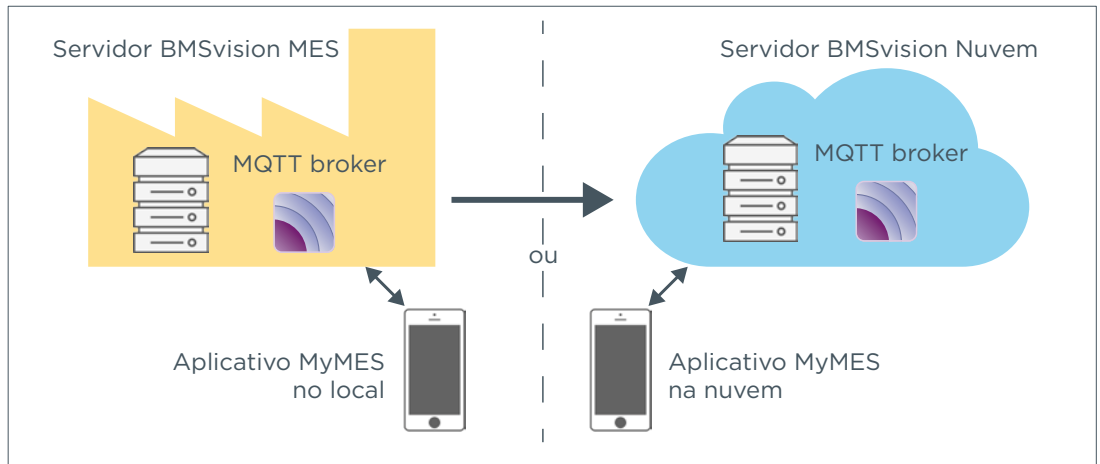 Servidor BMSvision MES
Servidor BMSvision Nuvem
MQTT broker
MQTT broker
ou
Aplicativo MyMES
no local
Aplicativo MyMES
na nuvem